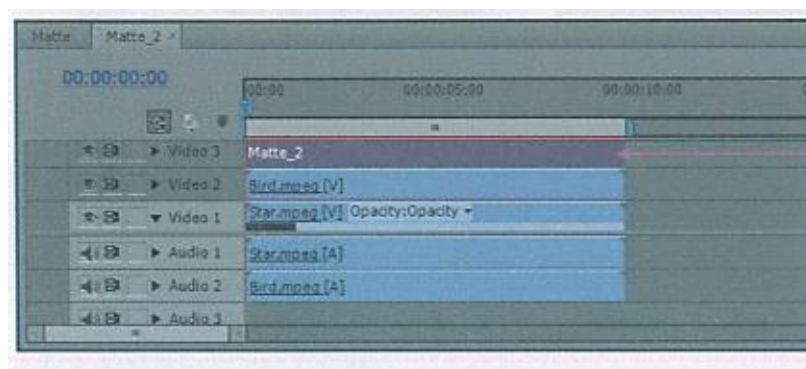 Matte Matte_2 ×
00:00:00:00
00:00 00:00:05:00 00:00:10:00
Video 3 Matte_2
Video 2 Bird.mpeg [V]
Video 1 Star.mpeg [V] Opacity:Opacity
Audio 1 Star.mpeg [A]
Audio 2 Bird.mpeg [A]
Audio 3